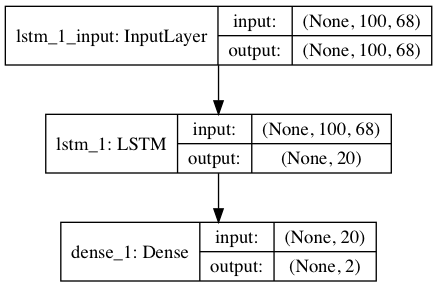 lstm_1_input: InputLayer
input:
(None, 100, 68)
output:
(None, 100, 68)
lstm_1: LSTM
input:
(None, 100, 68)
output:
(None, 20)
dense_1: Dense
input:
(None, 20)
output:
(None, 2)